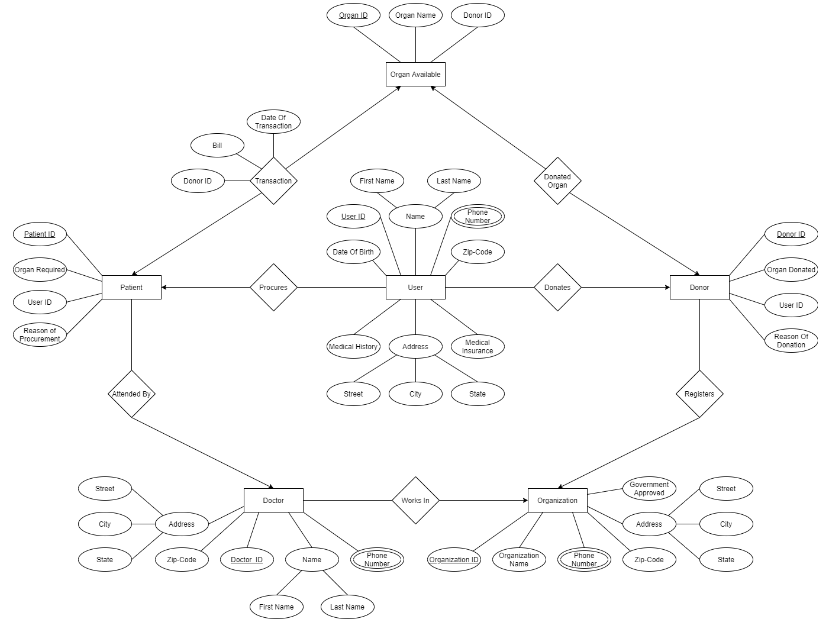 Organ ID
Organ Name
Donor ID
Organ Available
Date Of
Transaction
Bill
Donor ID
Transaction
Donated
Organ
First Name
Last Name
User ID
Name
Phone
Number
Date Of Birth
Zip-Code
Patient ID
Organ Required
User ID
Reason of
Procurement
Patient
Procures
User
Donates
Donor
Donor ID
Organ Donated
User ID
Reason Of
Donation
Medical History
Address
Medical
Insurance
Street
City
State
Attended By
Registers
Street
City
State
Address
Zip-Code
Doctor
Doctor_ID
Name
Phone
Number
First Name
Last Name
Works In
Organization
Government
Approved
Address
Street
City
State
Organization ID
Organization
Name
Phone
Number
Zip-Code